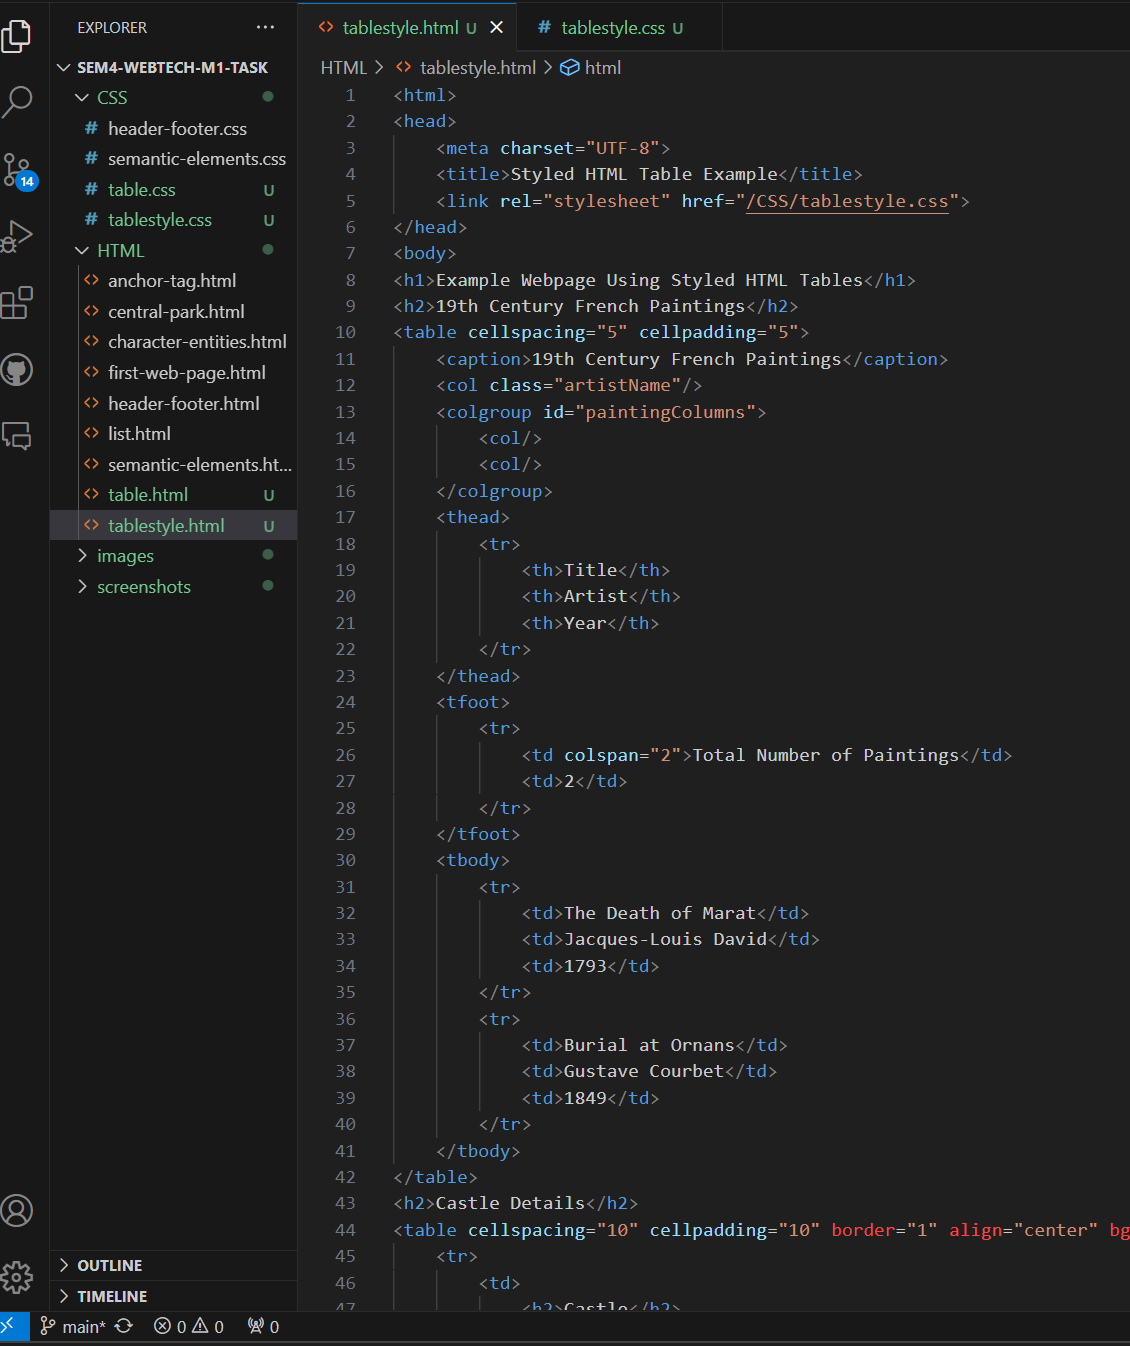 EXPLORER
SEM4-WEBTECH-M1-TASK
CSS
header-footer.css
semantic-elements.css
table.css U
tablestyle.css U
HTML
anchor-tag.html
central-park.html
character-entities.html
first-web-page.html
header-footer.html
list.html
semantic-elements.ht...
table.html U
tablestyle.html U
images
screenshots
14
OUTLINE
TIMELINE
tablestyle.html U
tablestyle.css U
HTML > tablestyle.html > html
1 <html>
2 <head>
3 <meta charset="UTF-8">
4 <title>Styled HTML Table Example</title>
5 <link rel="stylesheet" href="/CSS/tablestyle.css">
6 </head>
7 <body>
8 <h1>Example Webpage Using Styled HTML Tables</h1>
9 <h2>19th Century French Paintings</h2>
10 <table cellspacing="5" cellpadding="5">
11 <caption>19th Century French Paintings</caption>
12 <col class="artistName"/>
13 <colgroup id="paintingColumns">
14 <col/>
15 <col/>
16 </colgroup>
17 <thead>
18 <tr>
19 <th>Title</th>
20 <th>Artist</th>
21 <th>Year</th>
22 </tr>
23 </thead>
24 <tfoot>
25 <tr>
26 <td colspan="2">Total Number of Paintings</td>
27 <td>2</td>
28 </tr>
29 </tfoot>
30 <tbody>
31 <tr>
32 <td>The Death of Marat</td>
33 <td>Jacques-Louis David</td>
34 <td>1793</td>
35 </tr>
36 <tr>
37 <td>Burial at Ornans</td>
38 <td>Gustave Courbet</td>
39 <td>1849</td>
40 </tr>
41 </tbody>
42 </table>
43 <h2>Castle Details</h2>
44 <table cellspacing="10" cellpadding="10" border="1" align="center" bg
45 <tr>
46 <td>
47 <h2>Castle</h2>
main* 0 0 0